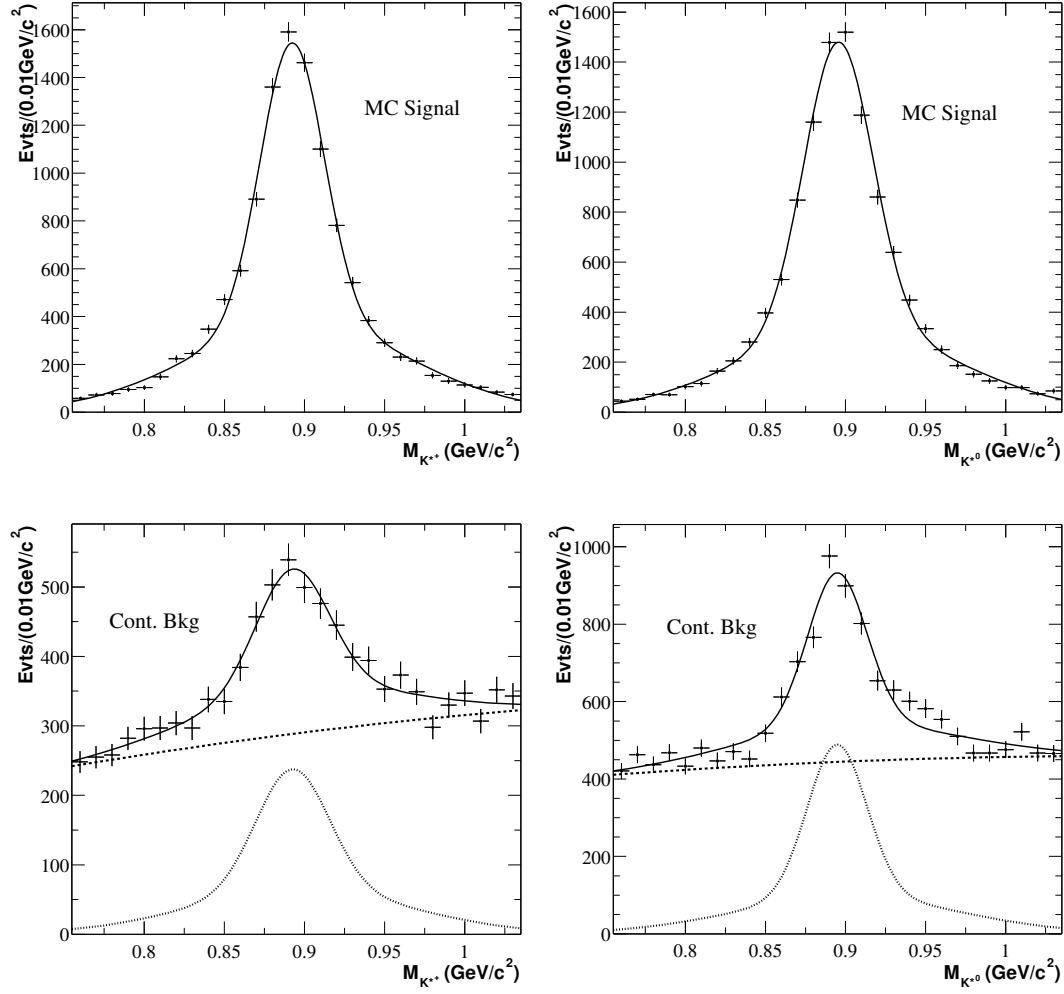 Evts/(0.01GeV/c²)
1600
1400
1200
1000
800
600
400
200
0
MC Signal
0.8 0.85 0.9 0.95 1
M_K*+ (GeV/c²)
Evts/(0.01GeV/c²)
1600
1400
1200
1000
800
600
400
200
0
MC Signal
0.8 0.85 0.9 0.95 1
M_K*0 (GeV/c²)
Evts/(0.01GeV/c²)
500
400
300
200
100
0
Cont. Bkg
0.8 0.85 0.9 0.95 1
M_K*+ (GeV/c²)
Evts/(0.01GeV/c²)
1000
800
600
400
200
0
Cont. Bkg
0.8 0.85 0.9 0.95 1
M_K*0 (GeV/c²)